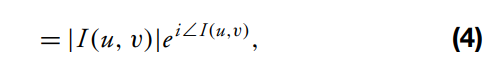 = |I(u, v)|e^{i∠I(u,v)}, (4)